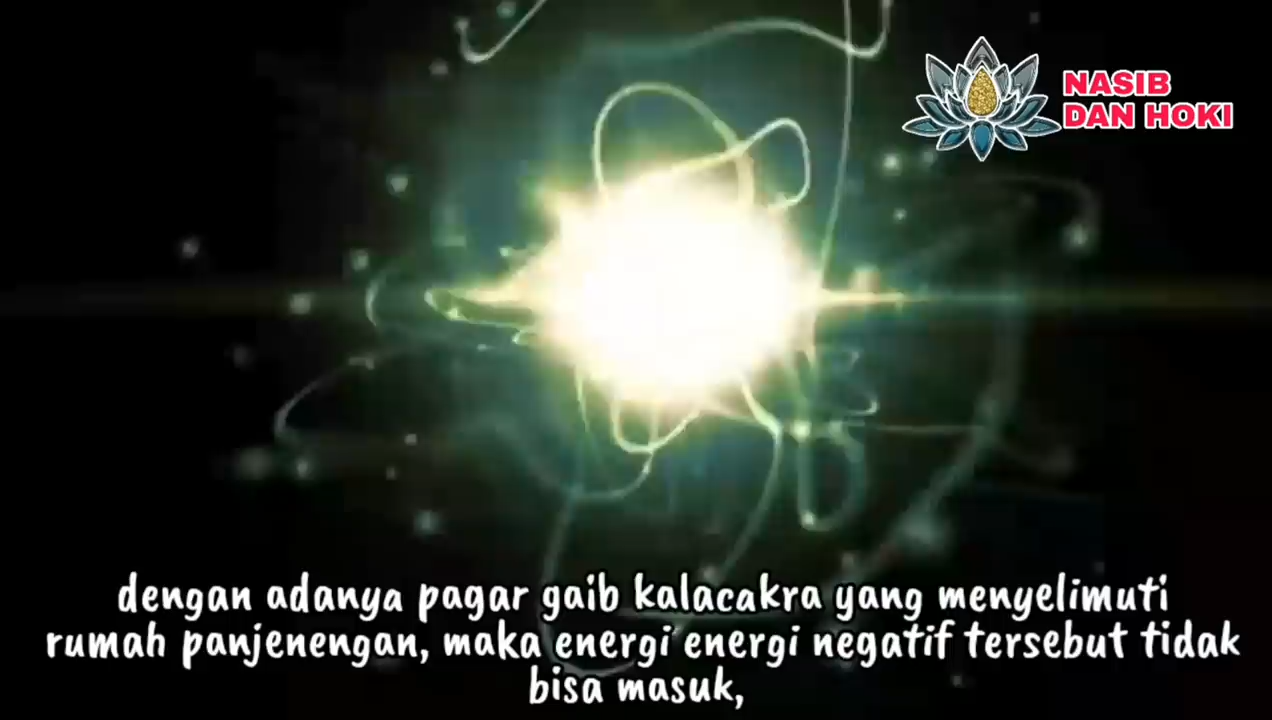 NASIB
DAN HOKI
dengan adanya pagar gaib kalacakra yang menyelimuti
rumah panjenengan, maka energi energi negatif tersebut tidak
bisa masuk,